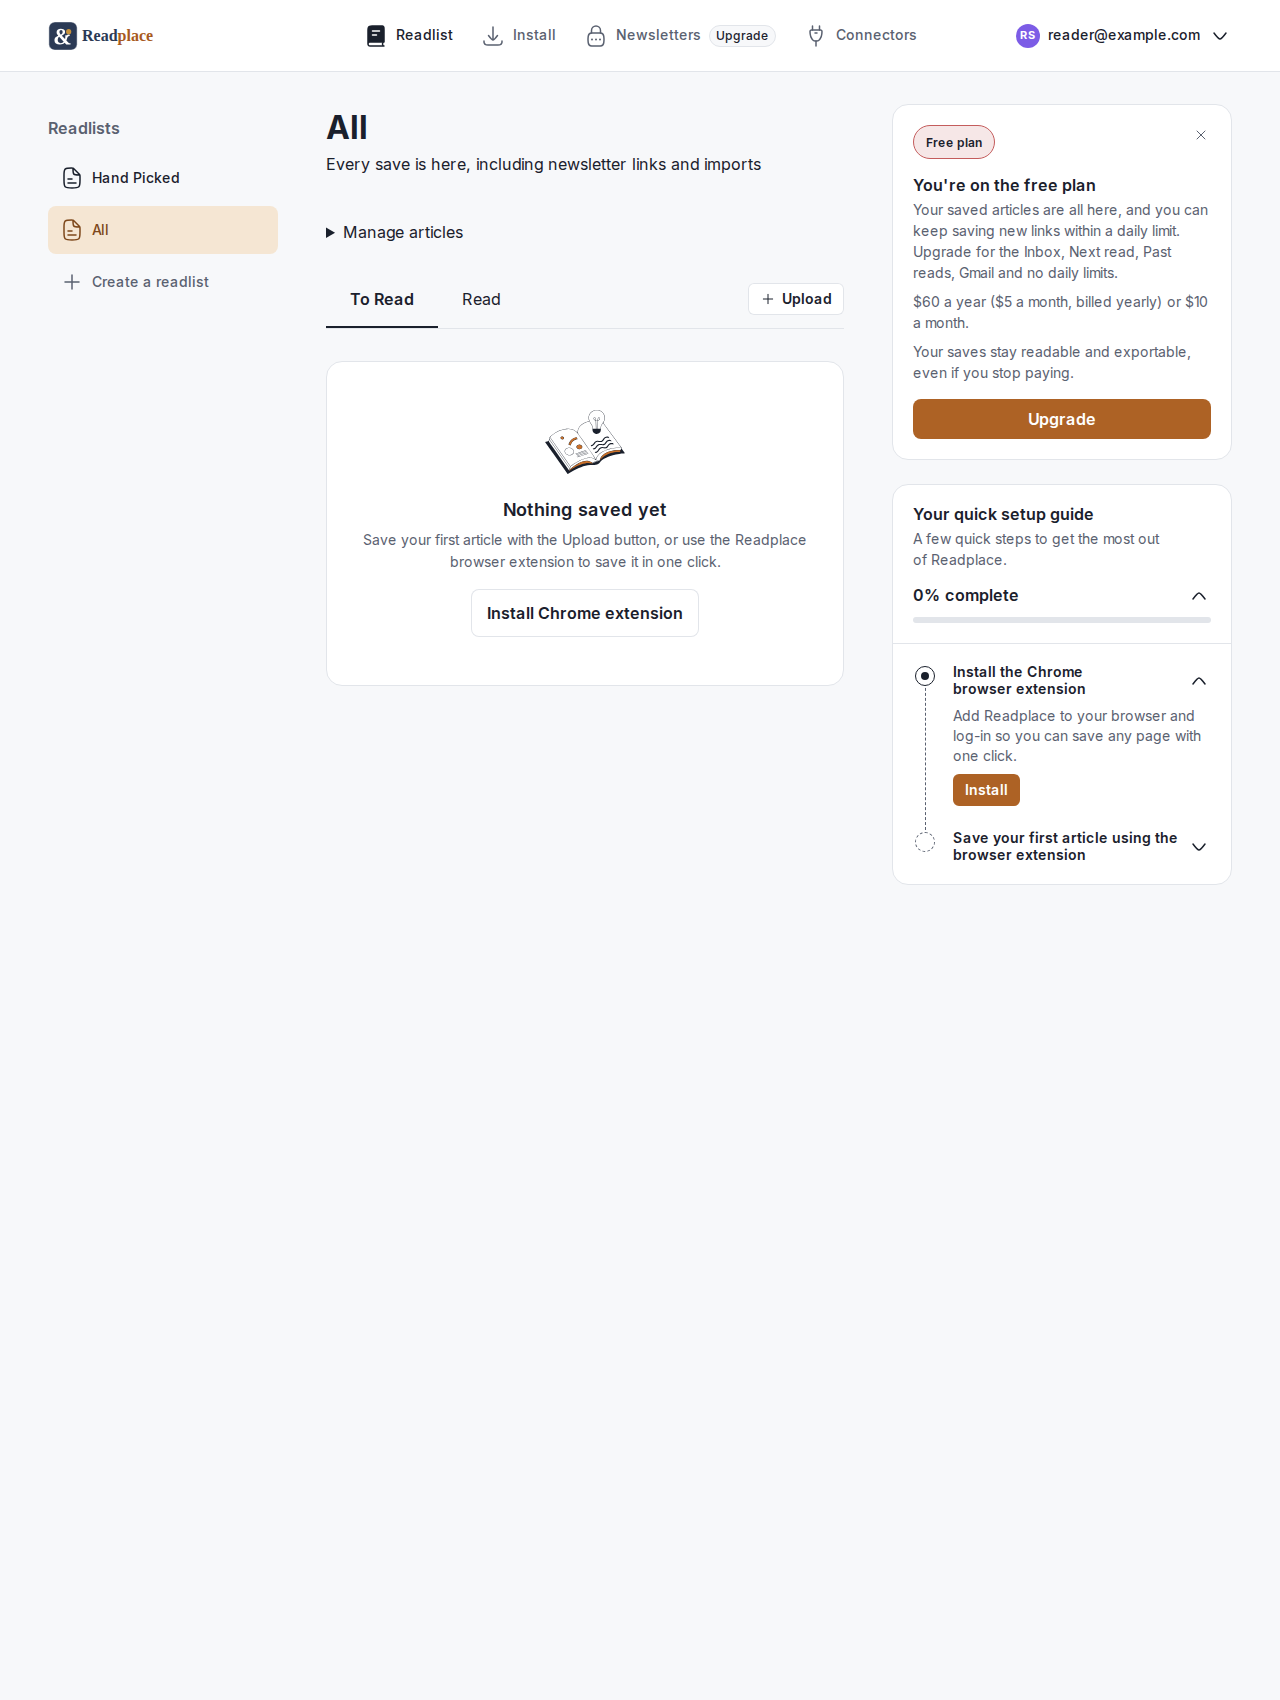 & Readplace
Readlist
Install
Newsletters
Upgrade
Connectors
RS
reader@example.com
Readlists
Hand Picked
All
Create a readlist
All
Every save is here, including newsletter links and imports
Manage articles
To Read
Read
Upload
Nothing saved yet
Save your first article with the Upload button, or use the Readplace
browser extension to save it in one click.
Install Chrome extension
Free plan
You're on the free plan
Your saved articles are all here, and you can
keep saving new links within a daily limit.
Upgrade for the Inbox, Next read, Past
reads, Gmail and no daily limits.
$60 a year ($5 a month, billed yearly) or $10
a month.
Your saves stay readable and exportable,
even if you stop paying.
Upgrade
Your quick setup guide
A few quick steps to get the most out
of Readplace.
0% complete
Install the Chrome
browser extension
Add Readplace to your browser and
log-in so you can save any page with
one click.
Install
Save your first article using the
browser extension